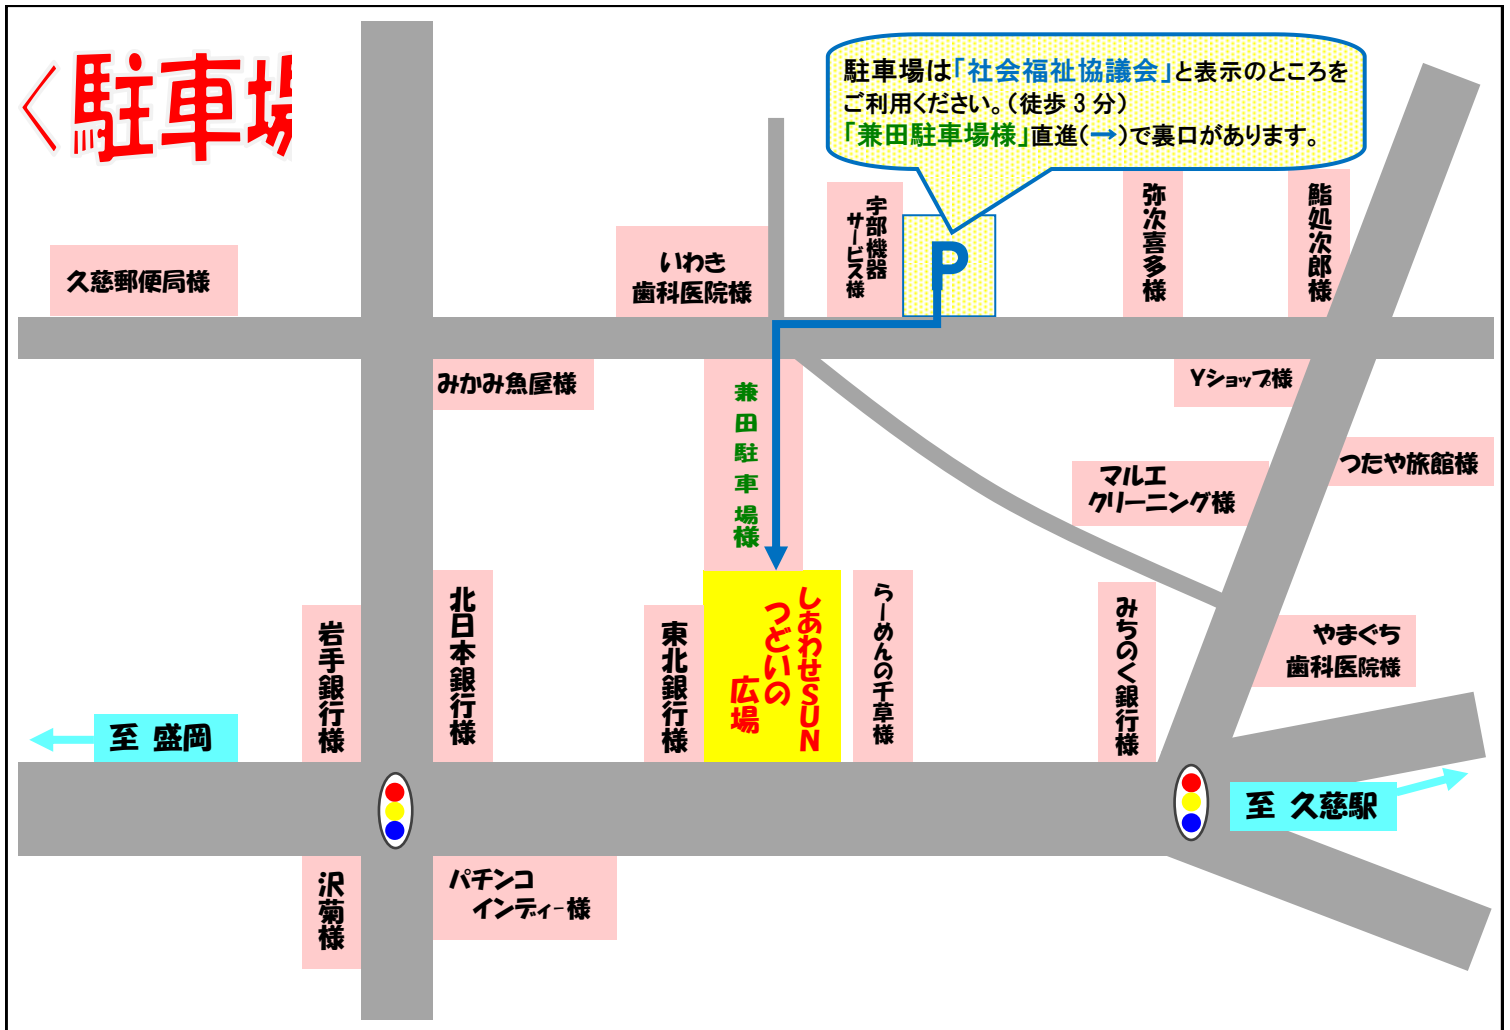 〈駐車場
駐車場は「社会福祉協議会」と表示のところを
ご利用ください。（徒歩3分）
「兼田駐車場様」直進（→）で裏口があります。
久慈郵便局様
いわき
歯科医院様
宇部機器
サービス様
P
弥次喜多様
鮨処次郎様
みかみ魚屋様
兼田駐車場様
Yショップ様
つたや旅館様
マルエ
クリーニング様
岩手銀行様
北日本銀行様
東北銀行様
しあわせSUN
つどいの
広場
らーめんの千草様
みちのく銀行様
やまぐち
歯科医院様
至 盛岡
至 久慈駅
沢菊様
パチンコ
インディー様